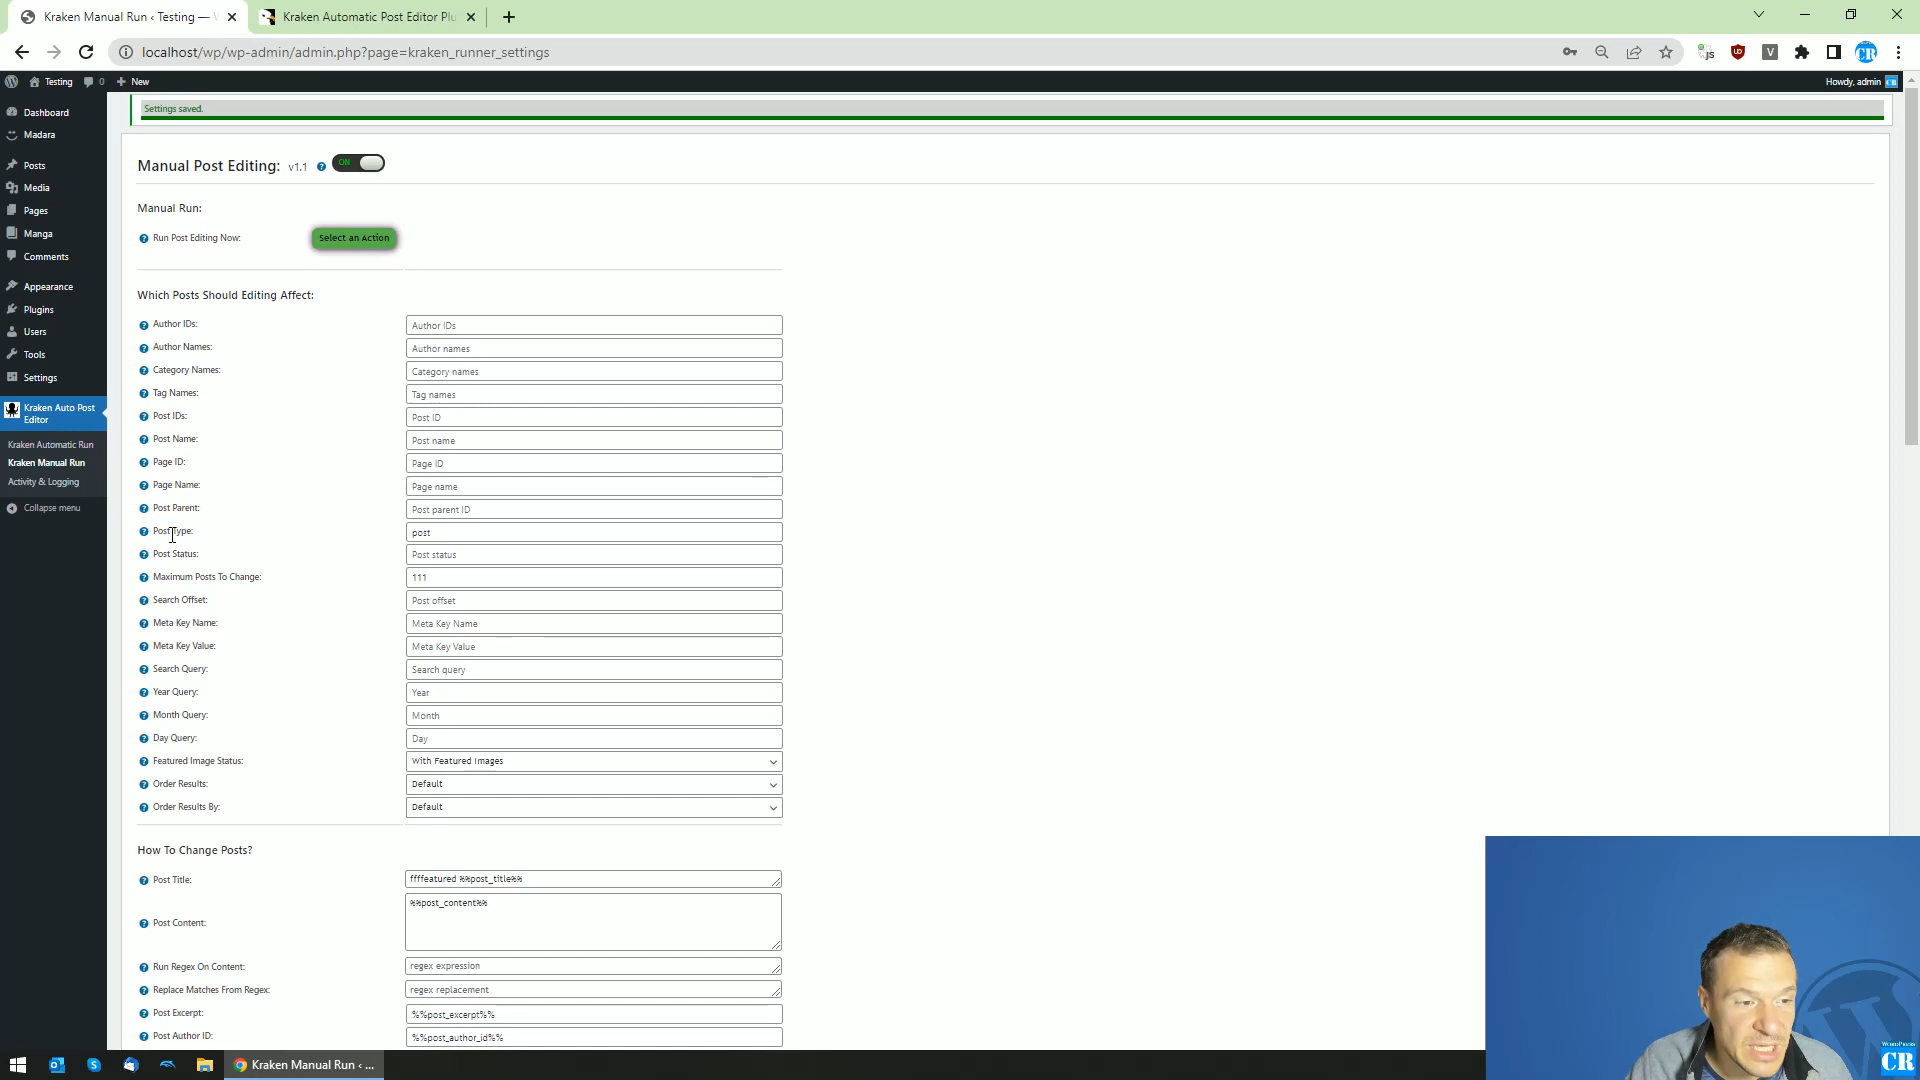 Kraken Manual Run ‹ Testing —
Kraken Automatic Post Editor Plu
localhost/wp/wp-admin/admin.php?page=kraken_runner_settings
Testing
0
New
Howdy, admin
Dashboard
Madara
Posts
Media
Pages
Manga
Comments
Appearance
Plugins
Users
Tools
Settings
Kraken Auto Post
Editor
Kraken Automatic Run
Kraken Manual Run
Activity & Logging
Collapse menu
Settings saved.
Manual Post Editing: v1.1 ON
Manual Run:
Run Post Editing Now: Select an Action
Which Posts Should Editing Affect:
Author IDs: Author IDs
Author Names: Author names
Category Names: Category names
Tag Names: Tag names
Post IDs: Post ID
Post Name: Post name
Page ID: Page ID
Page Name: Page name
Post Parent: Post parent ID
Post Type: post
Post Status: Post status
Maximum Posts To Change: 111
Search Offset: Post offset
Meta Key Name: Meta Key Name
Meta Key Value: Meta Key Value
Search Query: Search query
Year Query: Year
Month Query: Month
Day Query: Day
Featured Image Status: With Featured Images
Order Results: Default
Order Results By: Default
How To Change Posts?
Post Title: ffffeatured %%post_title%%
Post Content: %%post_content%%
Run Regex On Content: regex expression
Replace Matches From Regex: regex replacement
Post Excerpt: %%post_excerpt%%
Post Author ID: %%post_author_id%%
Kraken Manual Run ‹ ...
WORDPRESS
CR